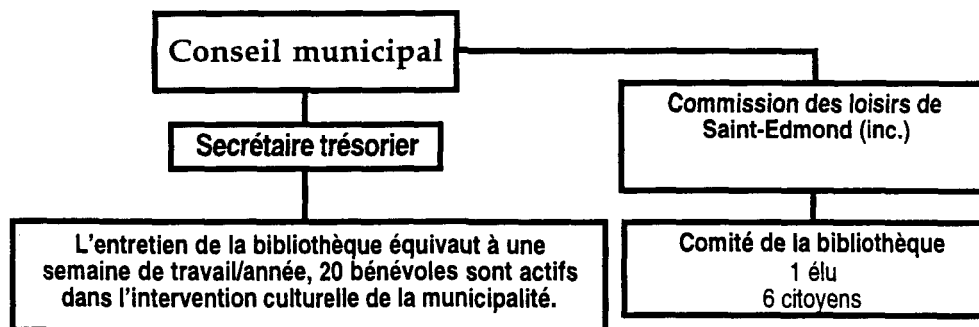 Conseil municipal
Commission des loisirs de
Saint-Edmond (inc.)
Secrétaire trésorier
L'entretien de la bibliothèque équivaut à une
semaine de travail/année, 20 bénévoles sont actifs
dans l'intervention culturelle de la municipalité.
Comité de la bibliothèque
1 élu
6 citoyens